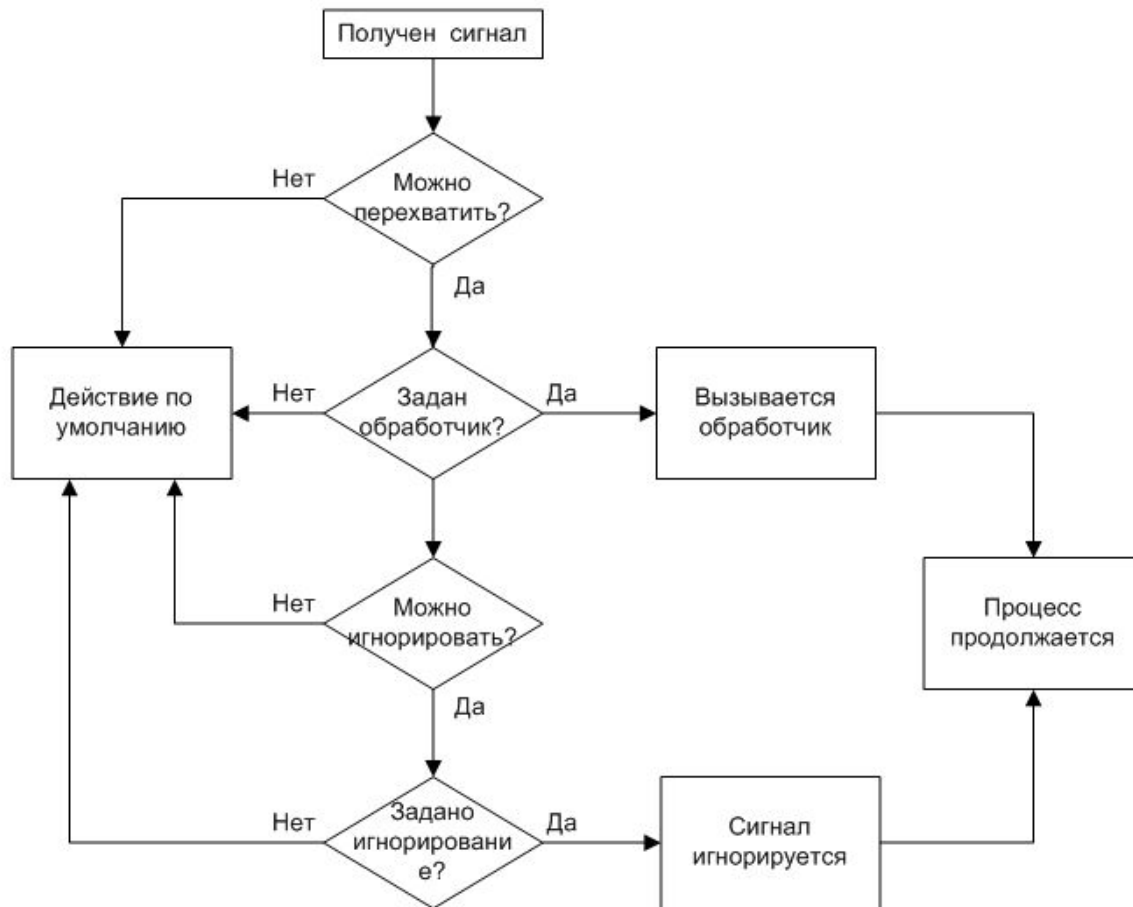 Получен сигнал
Нет
Можно
перехватить?
Да
Действие по
умолчанию
Нет
Задан
обработчик?
Да
Вызывается
обработчик
Нет
Можно
игнорировать?
Процесс
продолжается
Да
Нет
Задано
игнорировани
е?
Да
Сигнал
игнорируется